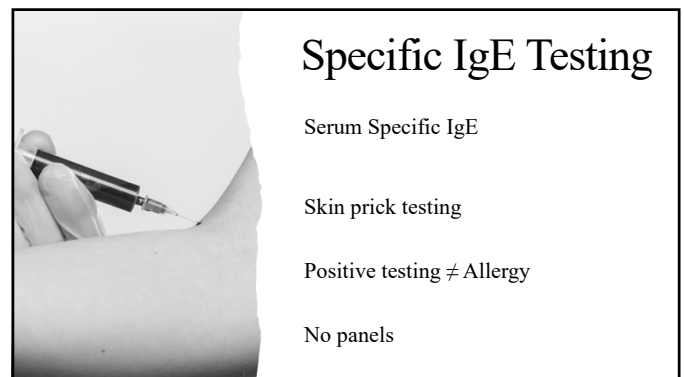 Specific IgE Testing
Serum Specific IgE
Skin prick testing
Positive testing ≠ Allergy
No panels